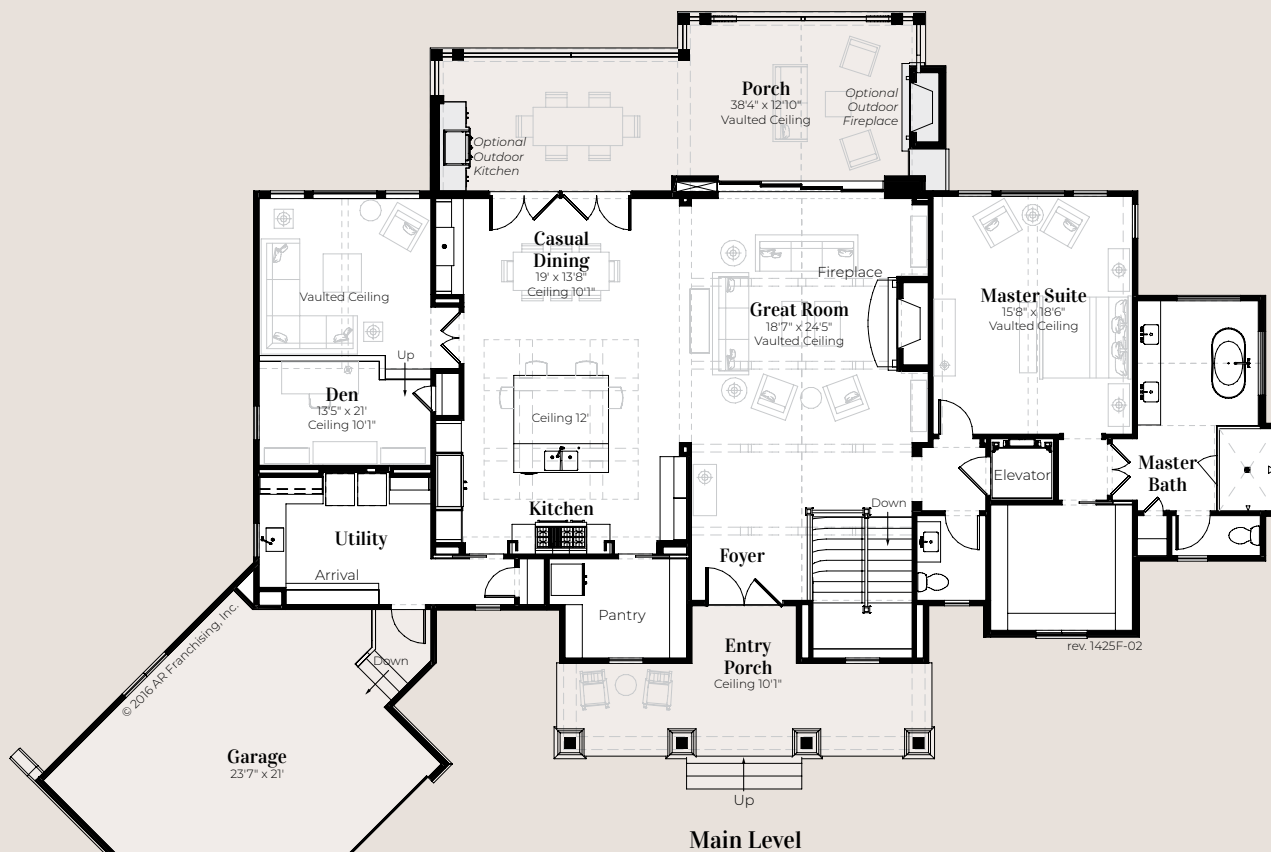 Porch
38'4" x 12'10"
Vaulted Ceiling
Optional
Outdoor
Fireplace
Optional
Outdoor
Kitchen
Casual
Dining
19' x 13'8"
Ceiling 10'1"
Vaulted Ceiling
Fireplace
Great Room
18'7" x 24'5"
Vaulted Ceiling
Master Suite
15'8" x 18'6"
Vaulted Ceiling
Up
Den
13'5" x 21'
Ceiling 10'1"
Ceiling 12'
Elevator
Master
Bath
Kitchen
Down
Utility
Arrival
Foyer
Pantry
Entry
Porch
Ceiling 10'1"
rev. 1425F-02
© 2016 AR Franchising, Inc.
Down
Garage
23'7" x 21'
Up
Main Level